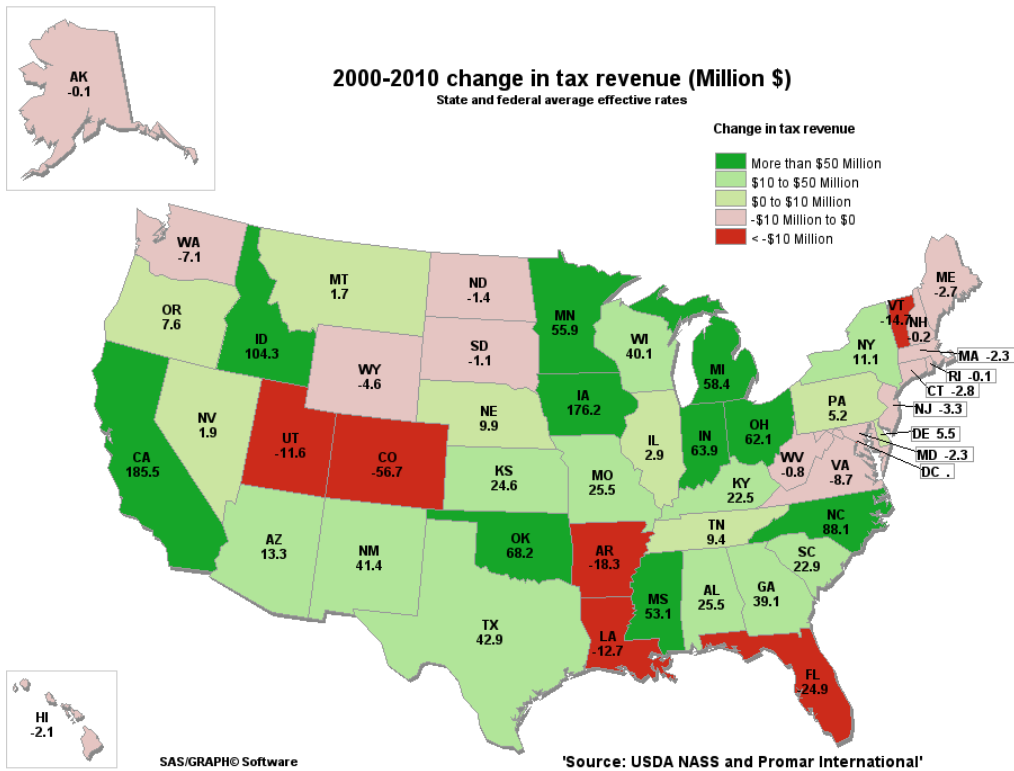 2000-2010 change in tax revenue (Million $)
State and federal average effective rates
Change in tax revenue
More than $50 Million
$10 to $50 Million
$0 to $10 Million
-$10 Million to $0
< -$10 Million
AK
-0.1
WA
-7.1
OR
7.6
CA
185.5
ID
104.3
NV
1.9
MT
1.7
WY
-4.6
UT
-11.6
CO
-56.7
AZ
13.3
NM
41.4
ND
-1.4
SD
-1.1
NE
9.9
KS
24.6
OK
68.2
TX
42.9
MN
55.9
IA
176.2
MO
25.5
AR
-18.3
LA
-12.7
WI
40.1
IL
2.9
MI
58.4
IN
63.9
OH
62.1
KY
22.5
TN
9.4
MS
53.1
AL
25.5
GA
39.1
FL
-24.9
SC
22.9
NC
88.1
VA
-8.7
WV
-0.8
PA
5.2
NY
11.1
VT
-14.7
NH
-0.2
ME
-2.7
MA -2.3
RI -0.1
CT -2.8
NJ -3.3
DE 5.5
MD -2.3
DC .
HI
-2.1
SAS/GRAPH© Software
'Source: USDA NASS and Promar International'